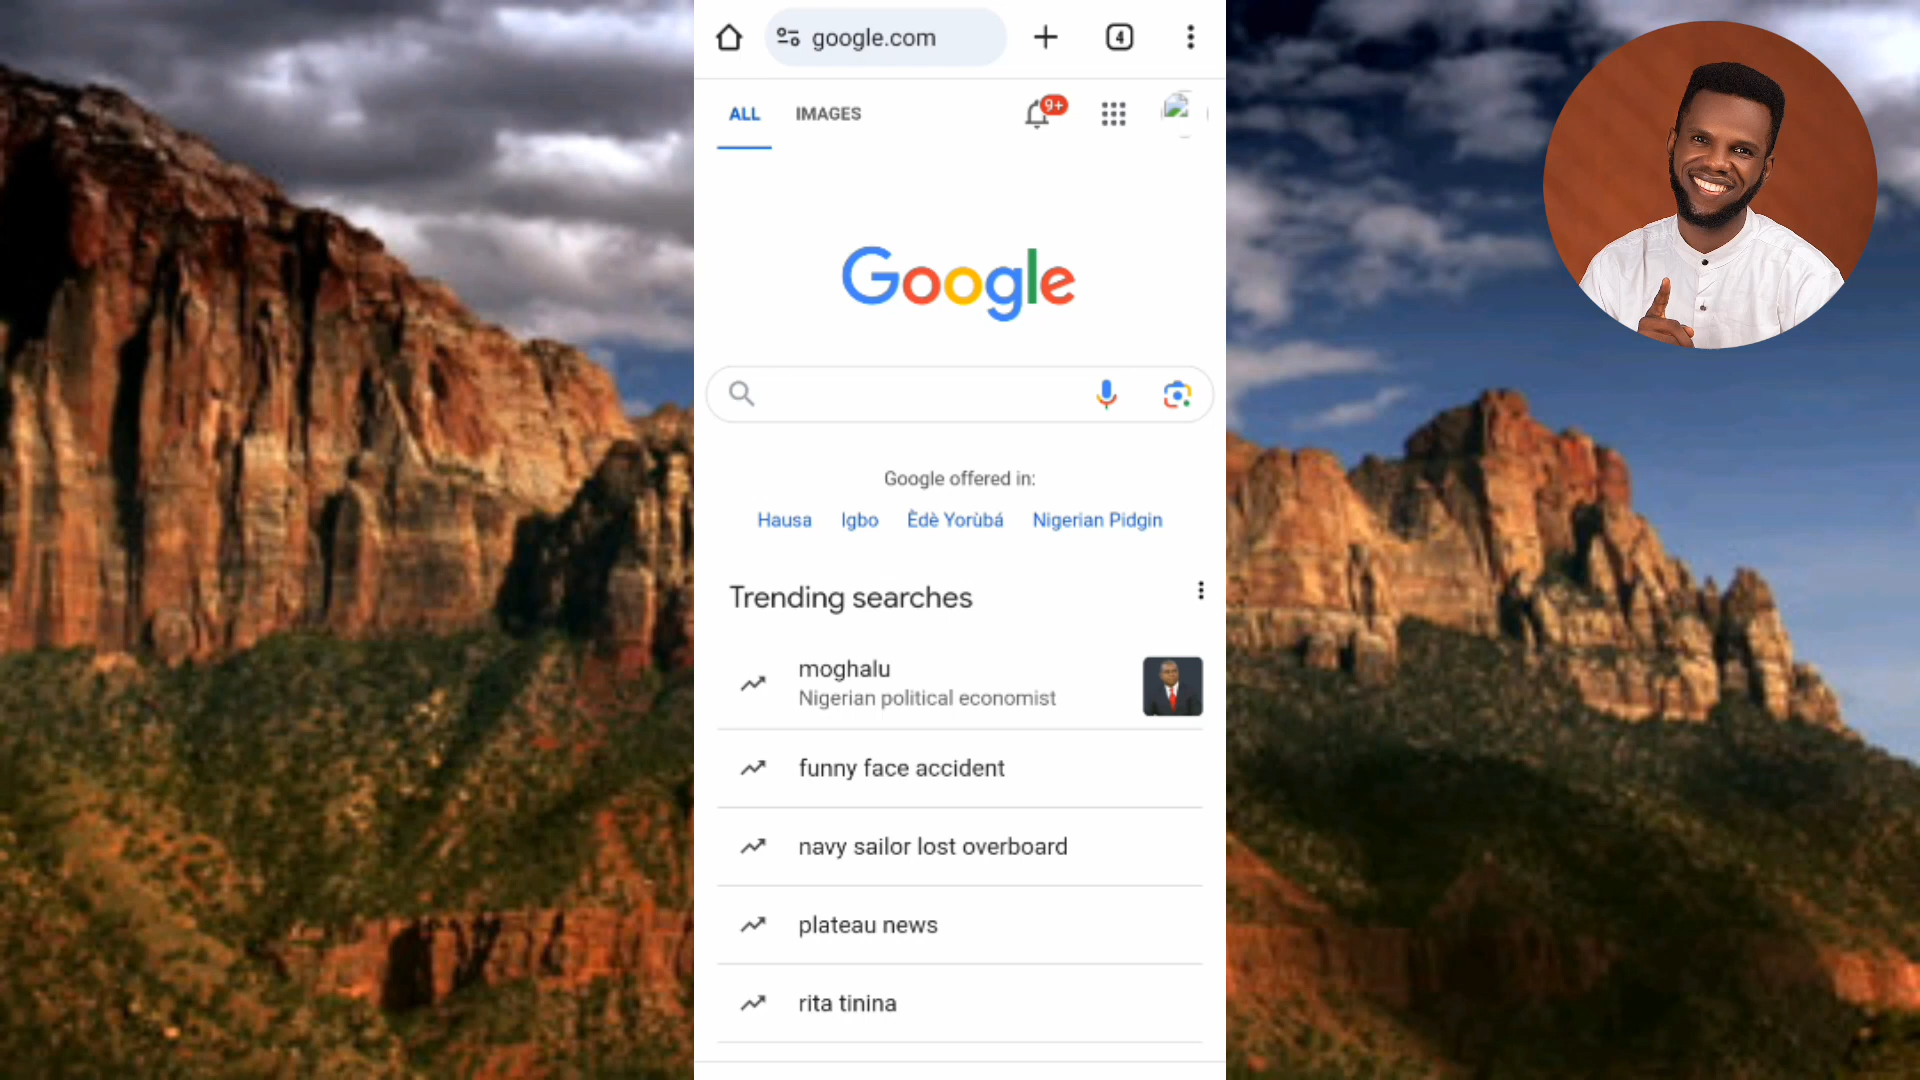 google.com
4
ALL
IMAGES
9+
Google
Google offered in:
Hausa Igbo Èdè Yorùbá Nigerian Pidgin
Trending searches
moghalu
Nigerian political economist
funny face accident
navy sailor lost overboard
plateau news
rita tinina